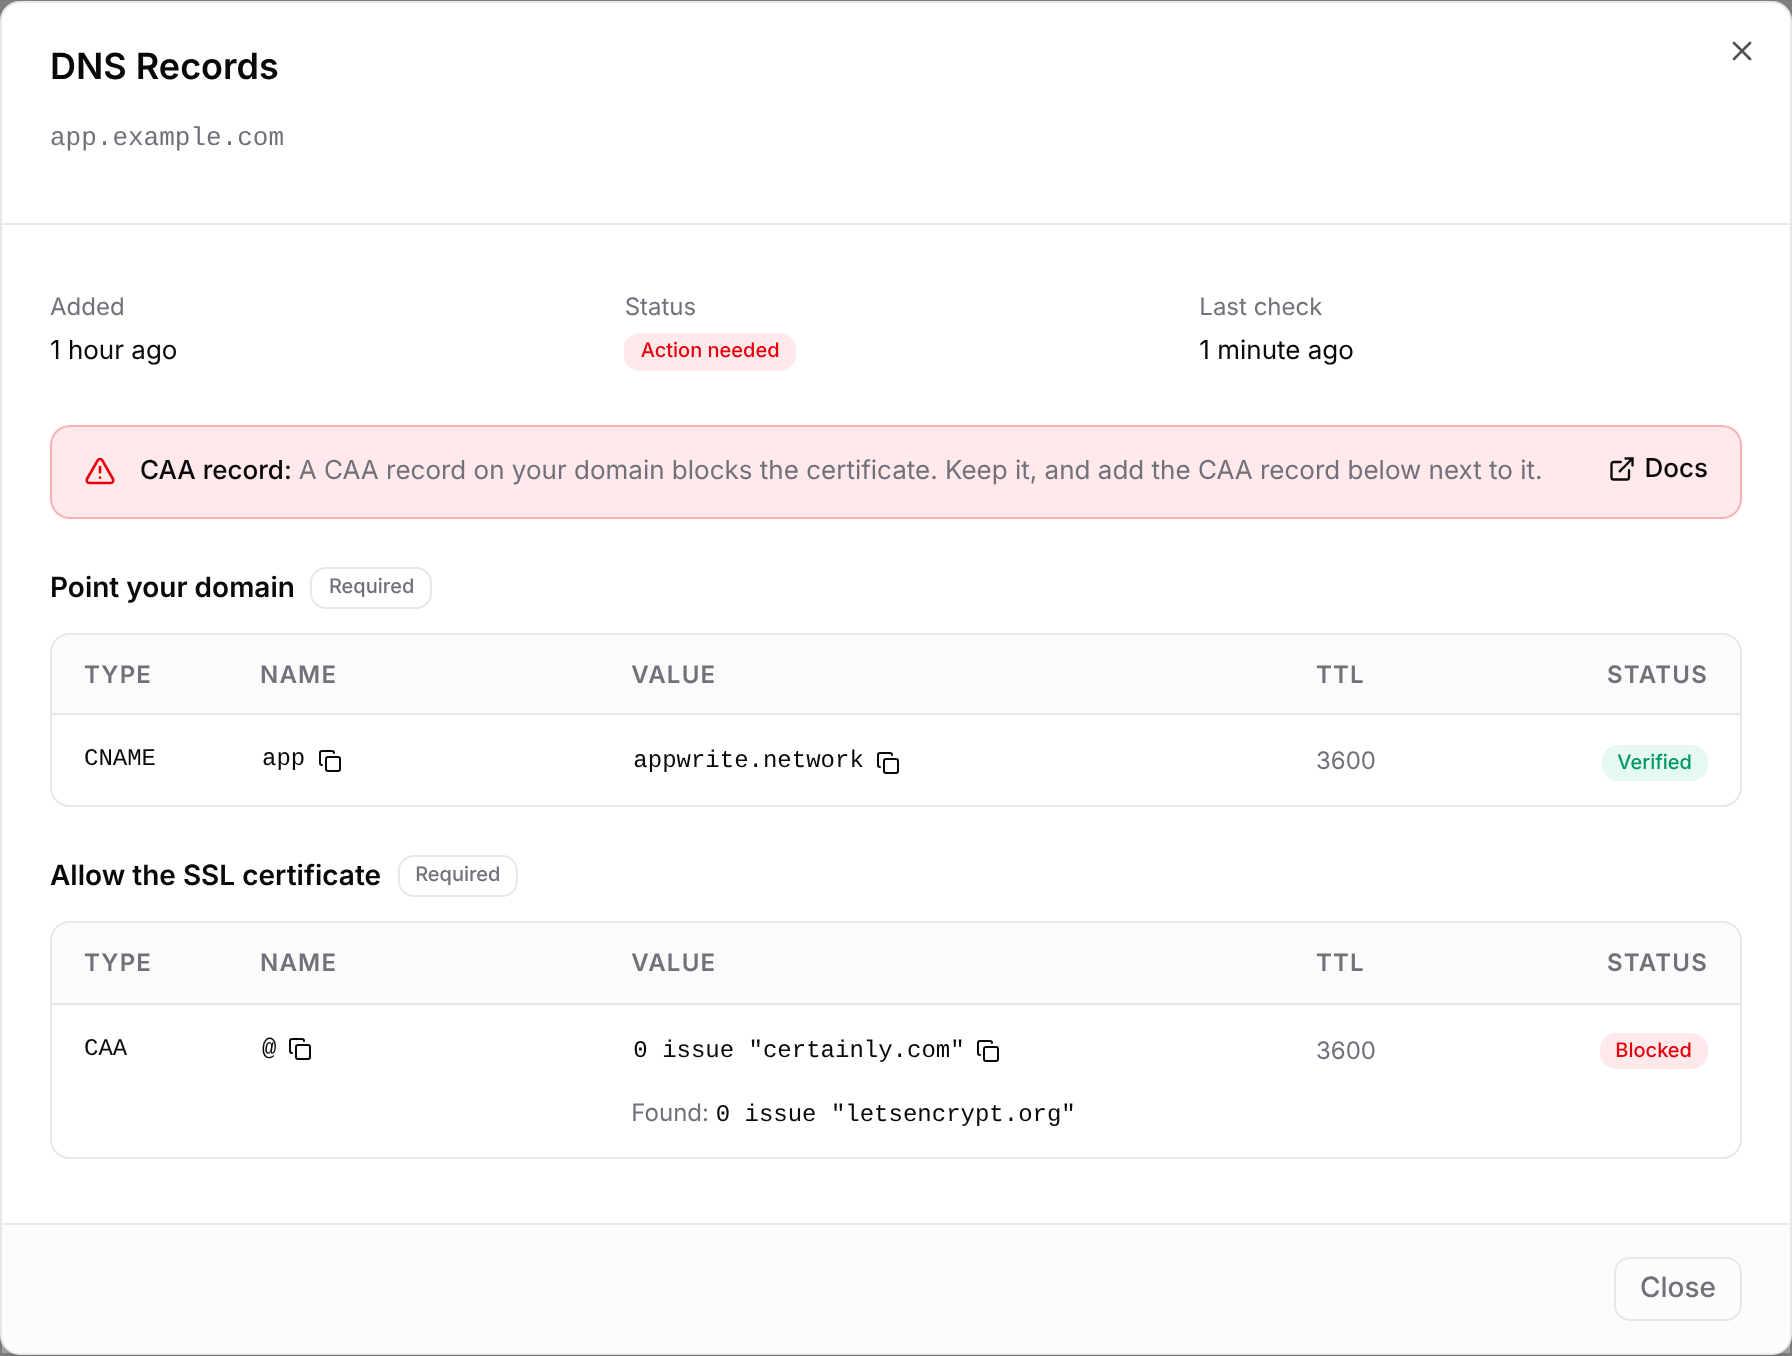 DNS Records
app.example.com
Added
1 hour ago
Status
Action needed
Last check
1 minute ago
CAA record: A CAA record on your domain blocks the certificate. Keep it, and add the CAA record below next to it.
Docs
Point your domain Required
TYPE NAME VALUE TTL STATUS
CNAME app appwrite.network 3600 Verified
Allow the SSL certificate Required
TYPE NAME VALUE TTL STATUS
CAA @ 0 issue "certainly.com" 3600 Blocked
Found: 0 issue "letsencrypt.org"
Close